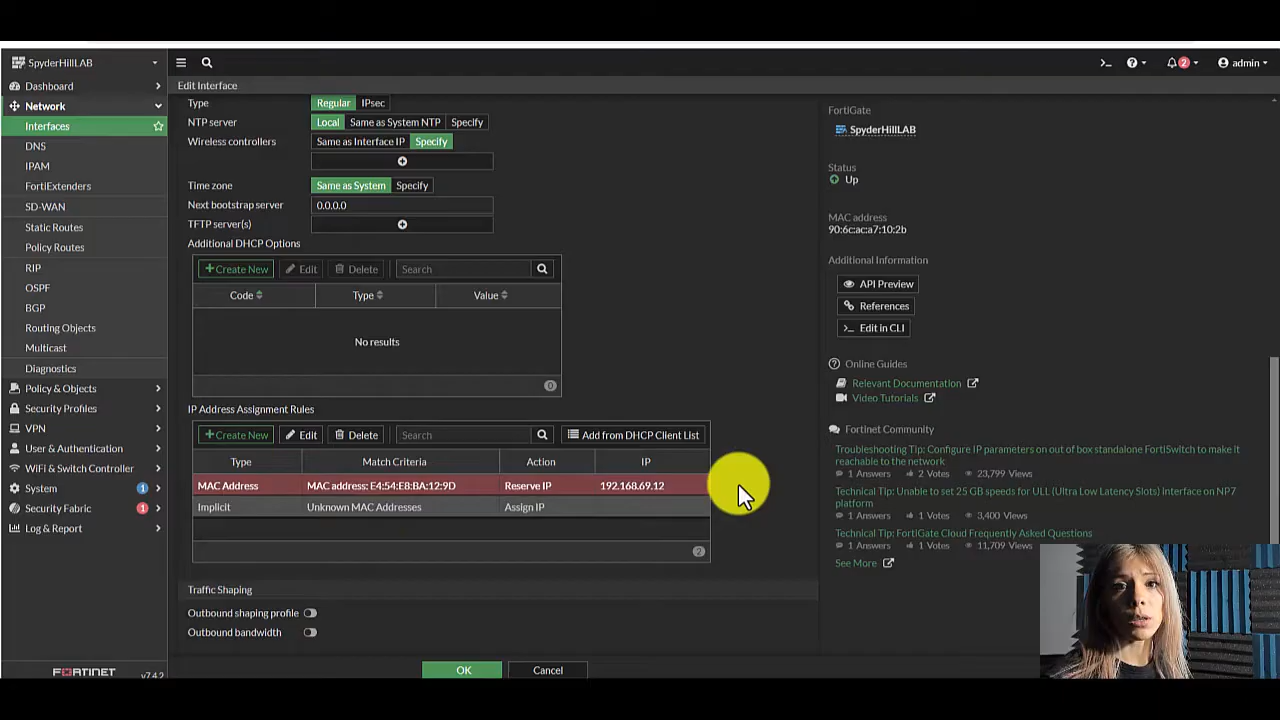 SpyderHillLAB
admin
2
Dashboard
Network
Interfaces
DNS
IPAM
FortiExtenders
SD-WAN
Static Routes
Policy Routes
RIP
OSPF
BGP
Routing Objects
Multicast
Diagnostics
Policy & Objects
Security Profiles
VPN
User & Authentication
WiFi & Switch Controller
System 1
Security Fabric 1
Log & Report
FORTINET v7.4.2
Edit Interface
Type Regular IPsec
NTP server Local Same as System NTP Specify
Wireless controllers Same as Interface IP Specify
Time zone Same as System Specify
Next bootstrap server 0.0.0.0
TFTP server(s)
Additional DHCP Options
+Create New Edit Delete Search
Code Type Value
No results
0
IP Address Assignment Rules
+Create New Edit Delete Search Add from DHCP Client List
Type Match Criteria Action IP
MAC Address MAC address: E4:54:E8:BA:12:9D Reserve IP 192.168.69.12
Implicit Unknown MAC Addresses Assign IP
2
Traffic Shaping
Outbound shaping profile
Outbound bandwidth
OK Cancel
FortiGate
SpyderHillLAB
Status
Up
MAC address
90:6c:ac:a7:10:2b
Additional Information
API Preview
References
>_ Edit in CLI
Online Guides
Relevant Documentation
Video Tutorials
Fortinet Community
Troubleshooting Tip: Configure IP parameters on out of box standalone FortiSwitch to make it
reachable to the network
1 Answers 2 Votes 23,799 Views
Technical Tip: Unable to set 25 GB speeds for ULL (Ultra Low Latency Slots) interface on NP7
platform
1 Answers 1 Votes 3,400 Views
Technical Tip: FortiGate Cloud Frequently Asked Questions
1 Answers 1 Votes 11,709 Views
See More